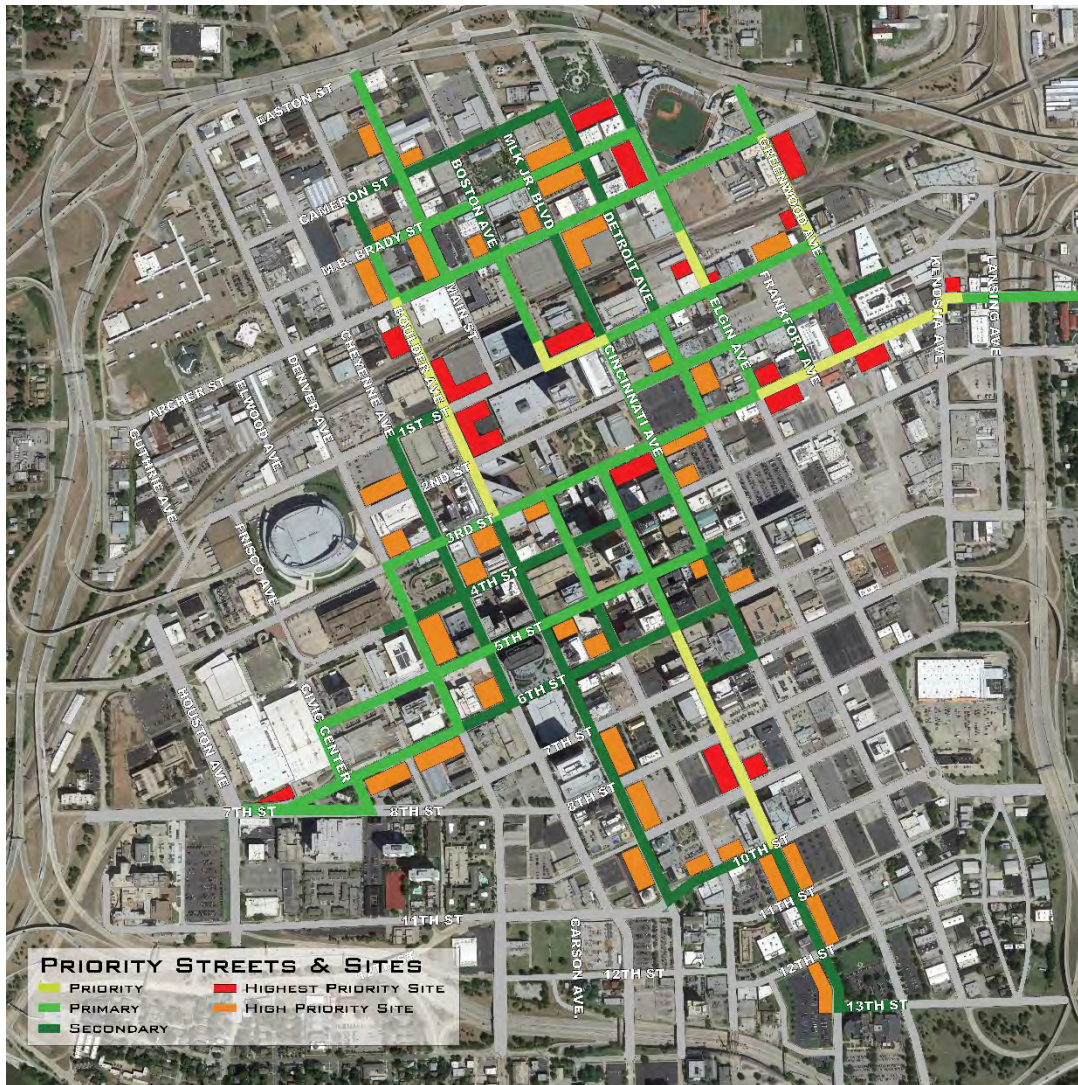 EASTON ST
CAMERON ST
M.B. BRADY ST
BOSTON AVE
MLK JR BLVD
GREENWOOD AVE
DETROIT AVE
MAIN ST
BOULDER AVE
ELGIN AVE
FRANKFORT AVE
KENOSHA AVE
LANSING AVE
CINCINNATI AVE
ARCHER ST
CHEYENNE AVE
DENVER AVE
ELWOOD AVE
GUTHRIE AVE
FRISCO AVE
1ST ST
2ND ST
3RD ST
4TH ST
5TH ST
6TH ST
7TH ST
8TH ST
CIVIC CENTER
HOUSTON AVE
7TH ST
8TH ST
10TH ST
11TH ST
11TH ST
12TH ST
12TH ST
CARSON AVE.
13TH ST
PRIORITY STREETS & SITES
PRIORITY
HIGHEST PRIORITY SITE
PRIMARY
HIGH PRIORITY SITE
SECONDARY